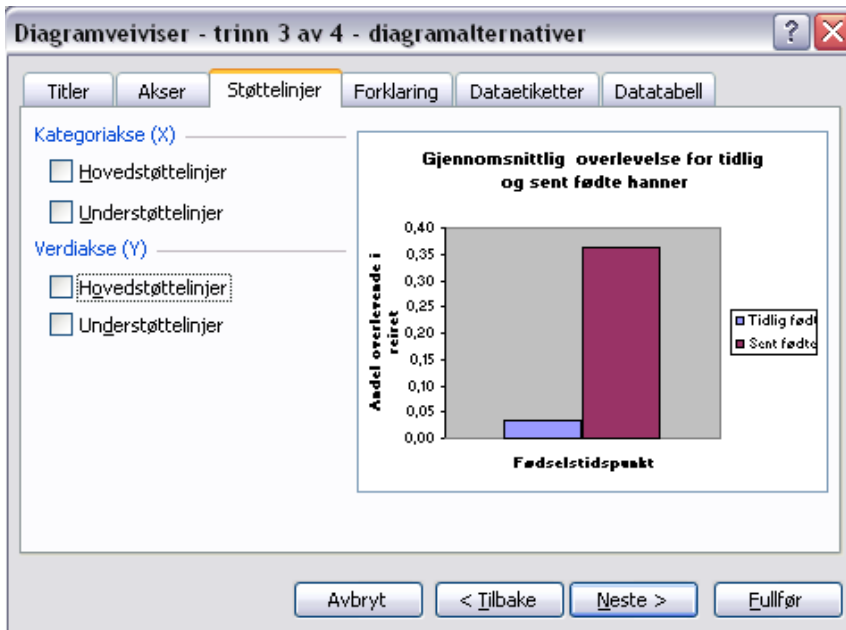 Diagramveiviser - trinn 3 av 4 - diagramalternativer
?
Titler Akser Støttelinjer Forklaring Dataetiketter Datatabell
Kategoriakse (X)
Hovedstøttelinjer
Understøttelinjer
Verdiakse (Y)
Hovedstøttelinjer
Understøttelinjer
Gjennomsnittlig overlevelse for tidlig
og sent fødte hanner
Andel overlevende i
reiret
0,40
0,35
0,30
0,25
0,20
0,15
0,10
0,05
0,00
Fødselstidspunkt
Tidlig født
Sent fødte
Avbryt < Tilbake Neste > Fullfør